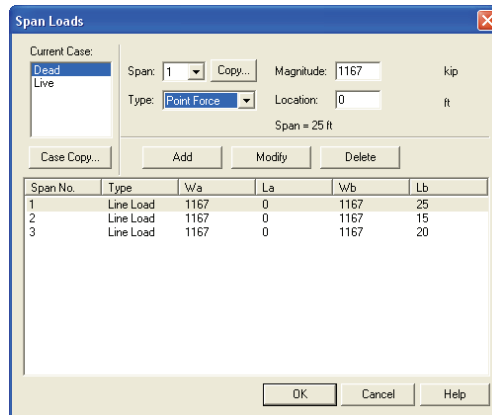 Span Loads
Current Case:
Dead
Live
Span: 1 Copy... Magnitude: 1167 kip
Type: Point Force Location: 0 ft
Span = 25 ft
Case Copy... Add Modify Delete
Span No. Type Wa La Wb Lb
1 Line Load 1167 0 1167 25
2 Line Load 1167 0 1167 15
3 Line Load 1167 0 1167 20
OK Cancel Help